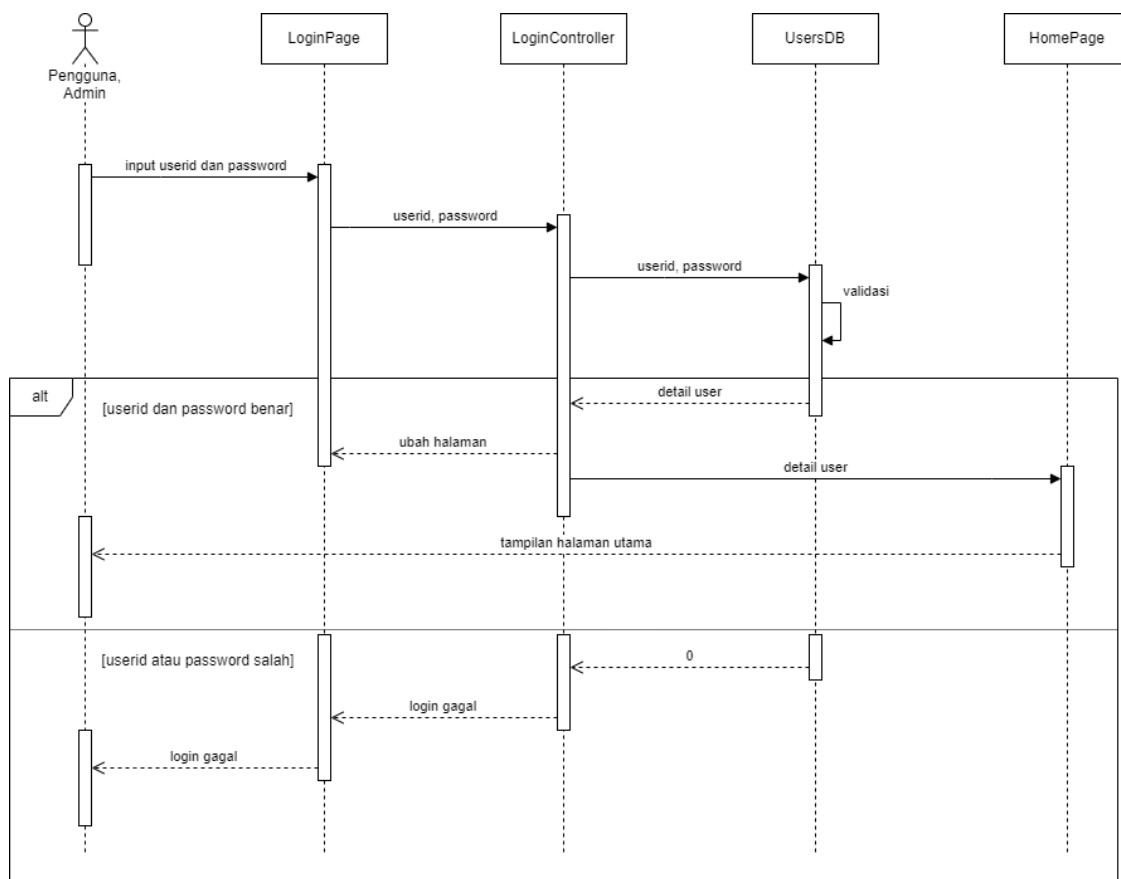 Pengguna,
Admin
LoginPage
LoginController
UsersDB
HomePage
input userid dan password
userid, password
userid, password
validasi
alt
[userid dan password benar]
detail user
ubah halaman
detail user
tampilan halaman utama
[userid atau password salah]
0
login gagal
login gagal